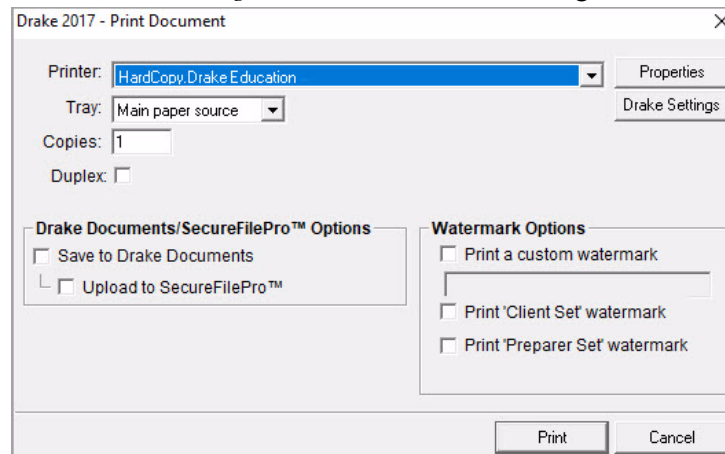 Drake 2017 - Print Document
Printer: HardCopy.Drake Education
Properties
Tray: Main paper source
Drake Settings
Copies: 1
Duplex:
Drake Documents/SecureFilePro™ Options
Save to Drake Documents
Upload to SecureFilePro™
Watermark Options
Print a custom watermark
Print 'Client Set' watermark
Print 'Preparer Set' watermark
Print
Cancel